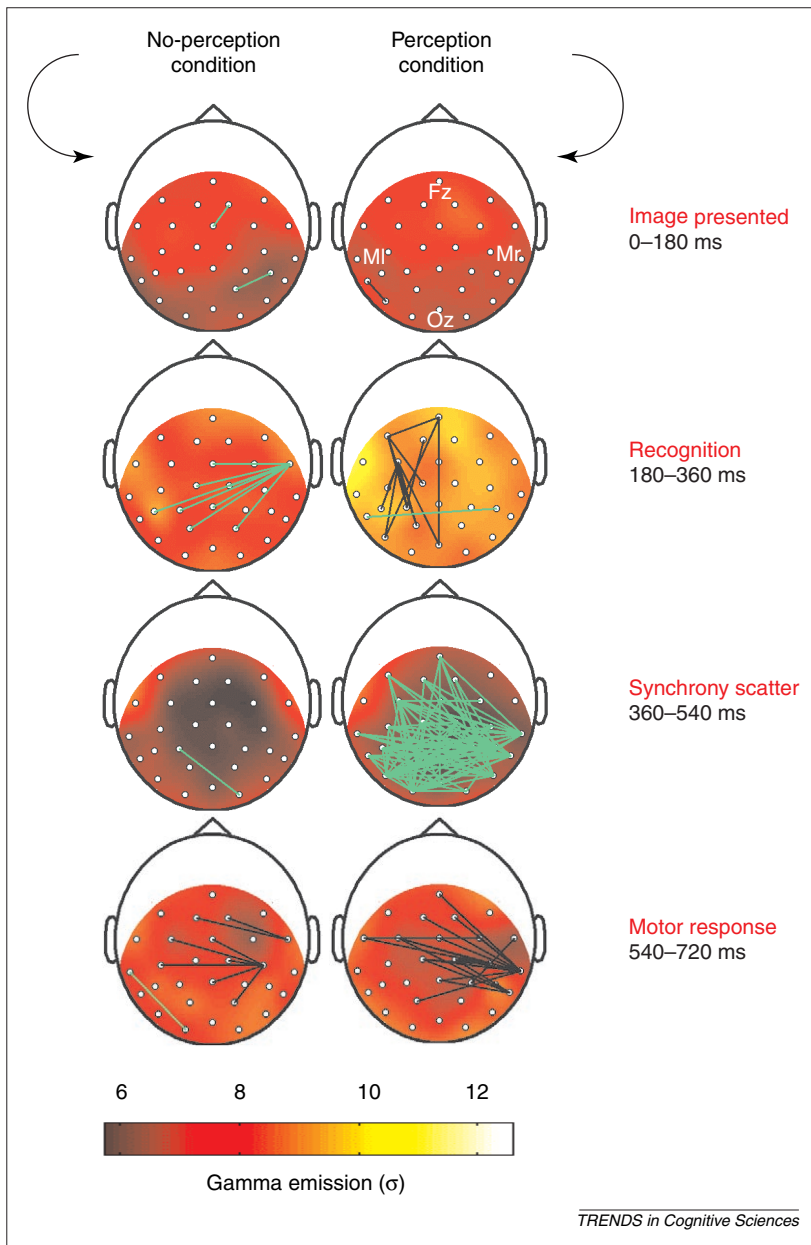 No-perception
condition
Perception
condition
Fz
Ml
Mr
Oz
Image presented
0–180 ms
Recognition
180–360 ms
Synchrony scatter
360–540 ms
Motor response
540–720 ms
6 8 10 12
Gamma emission (σ)
TRENDS in Cognitive Sciences